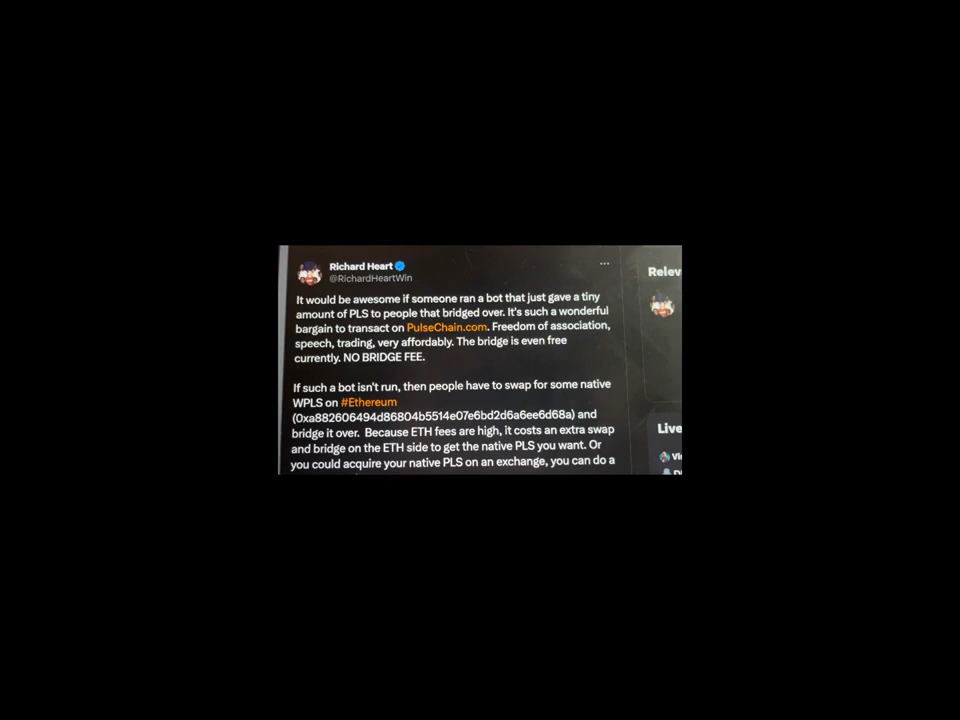 Richard Heart
@RichardHeartWin
It would be awesome if someone ran a bot that just gave a tiny
amount of PLS to people that bridged over. It's such a wonderful
bargain to transact on PulseChain.com. Freedom of association,
speech, trading, very affordably. The bridge is even free
currently. NO BRIDGE FEE.
If such a bot isn't run, then people have to swap for some native
WPLS on #Ethereum
(0xa882606494d86804b5514e07e6bd2d6a6ee6d68a) and
bridge it over. Because ETH fees are high, it costs an extra swap
and bridge on the ETH side to get the native PLS you want. Or
you could acquire your native PLS on an exchange, you can do a
Relev
Live